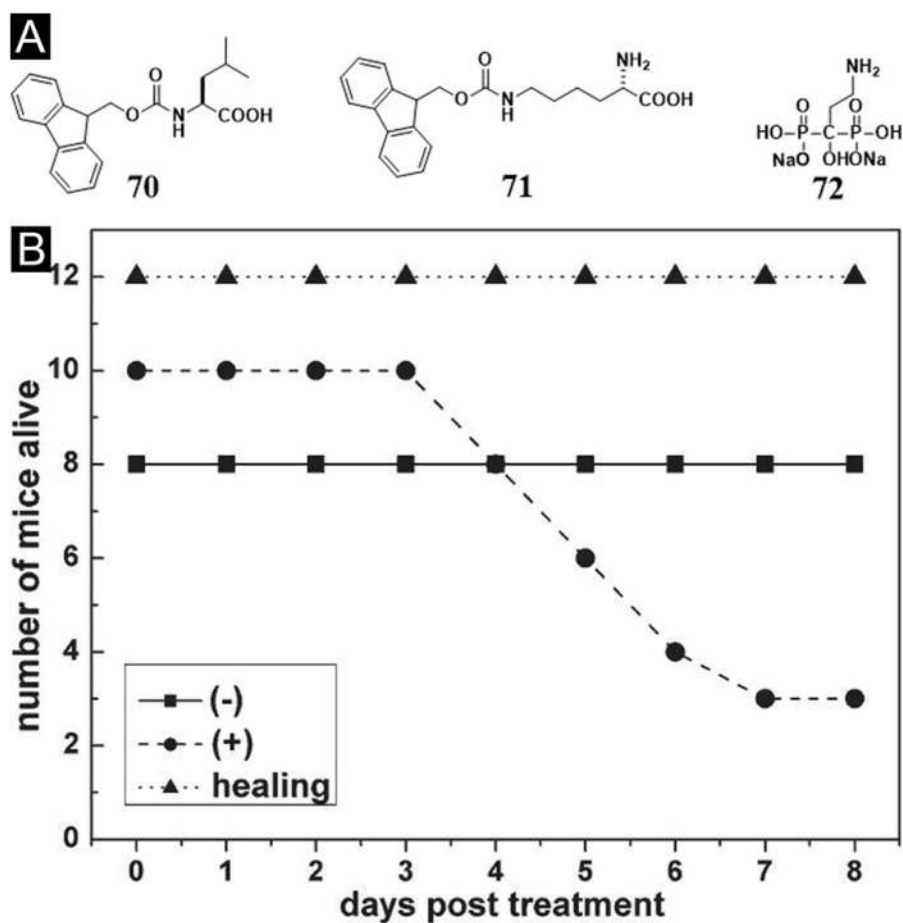 A
O
O
N
H
COOH
70
O
O
N
H
NH₂
COOH
71
NH₂
O
O
HO-P-C-P-OH
NaO OHONa
72
B
number of mice alive
12
10
8
6
4
2
0
(-)
(+)
healing
0 1 2 3 4 5 6 7 8
days post treatment